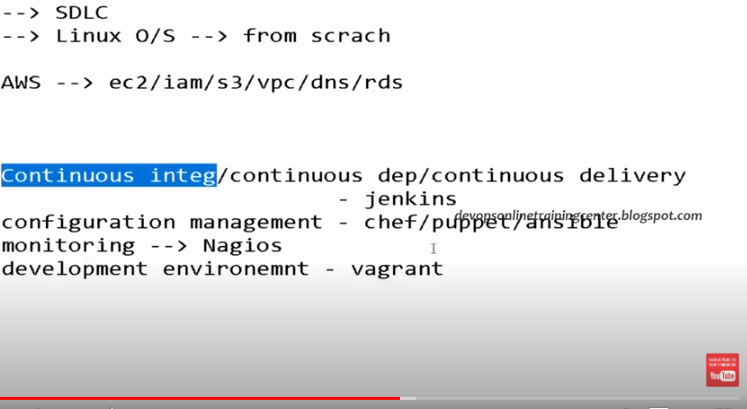 --> SDLC
--> Linux O/S --> from scrach
AWS --> ec2/iam/s3/vpc/dns/rds
Continuous integ/continuous dep/continuous delivery
- jenkins
devopsonlinetrainingcenter.blogspot.com
configuration management - chef/puppet/ansible
monitoring --> Nagios
development environemnt - vagrant
YouTube